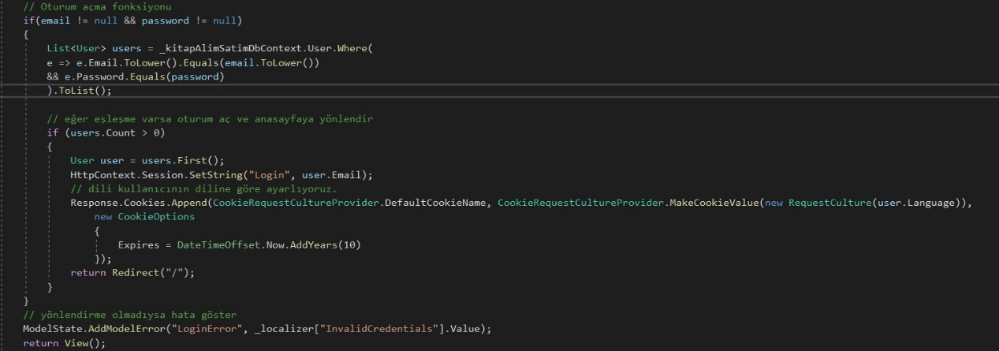 // Oturum açma fonksiyonu
if(email != null && password != null)
{
List<User> users = _kitapAlimSatimDbContext.User.Where(
e => e.Email.ToLower().Equals(email.ToLower())
&& e.Password.Equals(password)
).ToList();
// eğer eşleşme varsa oturum aç ve anasayfaya yönlendir
if (users.Count > 0)
{
User user = users.First();
HttpContext.Session.SetString("Login", user.Email);
// dili kullanıcının diline göre ayarlıyoruz.
Response.Cookies.Append(CookieRequestCultureProvider.DefaultCookieName, CookieRequestCultureProvider.MakeCookieValue(new RequestCulture(user.Language)),
new CookieOptions
{
Expires = DateTimeOffset.Now.AddYears(10)
});
return Redirect("/");
}
}
// yönlendirme olmadıysa hata göster
ModelState.AddModelError("LoginError", _localizer["InvalidCredentials"].Value);
return View();